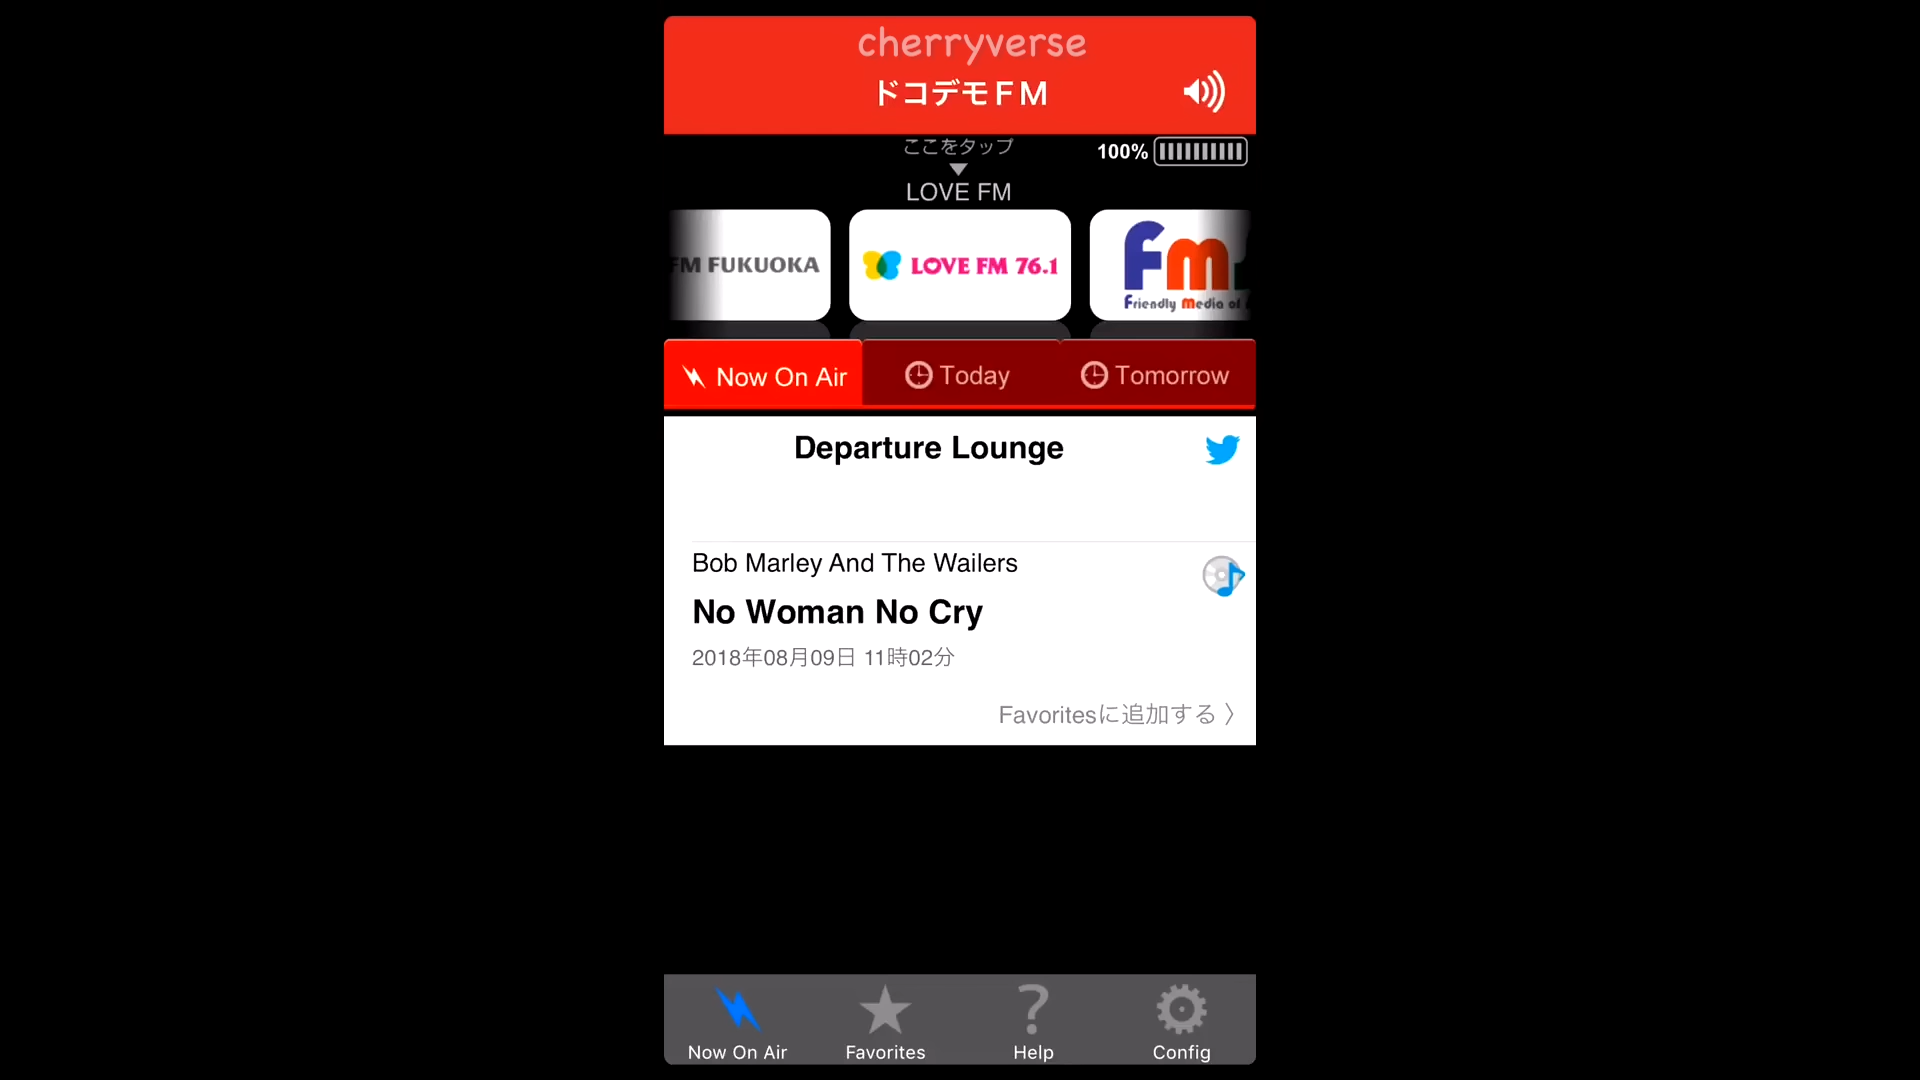 cherryverse
ドコデモFM
ここをタップ
100%
LOVE FM
FM FUKUOKA
LOVE FM 76.1
Fm
Friendly Media of
Now On Air
Today
Tomorrow
Departure Lounge
Bob Marley And The Wailers
No Woman No Cry
2018年08月09日 11時02分
Favoritesに追加する 〉
Now On Air
Favorites
Help
Config